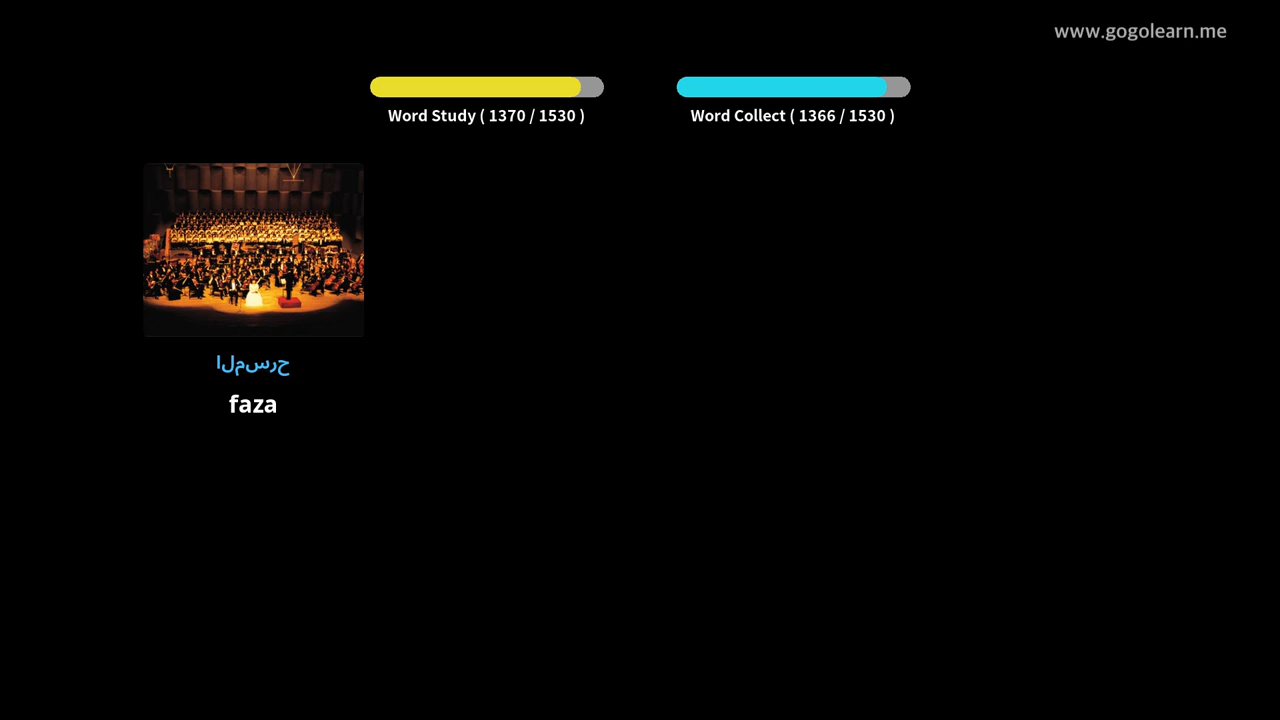 www.gogolearn.me
Word Study ( 1370 / 1530 )
Word Collect ( 1366 / 1530 )
المسرح
faza